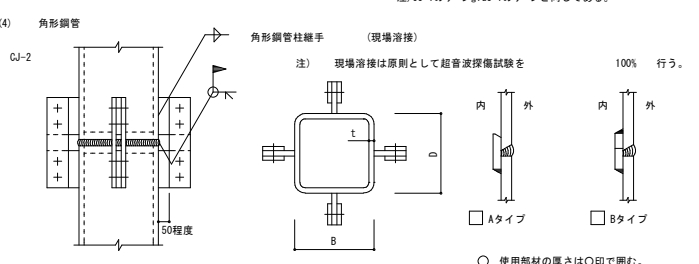 (4) 角形鋼管
CJ-2
角形鋼管柱継手 (現場溶接)
注) 現場溶接は原則として超音波探傷試験を 100% 行う。
内 外
内 外
t
D
B
50程度
□ Aタイプ
□ Bタイプ
○ 使用部材の厚さは○印で囲む。